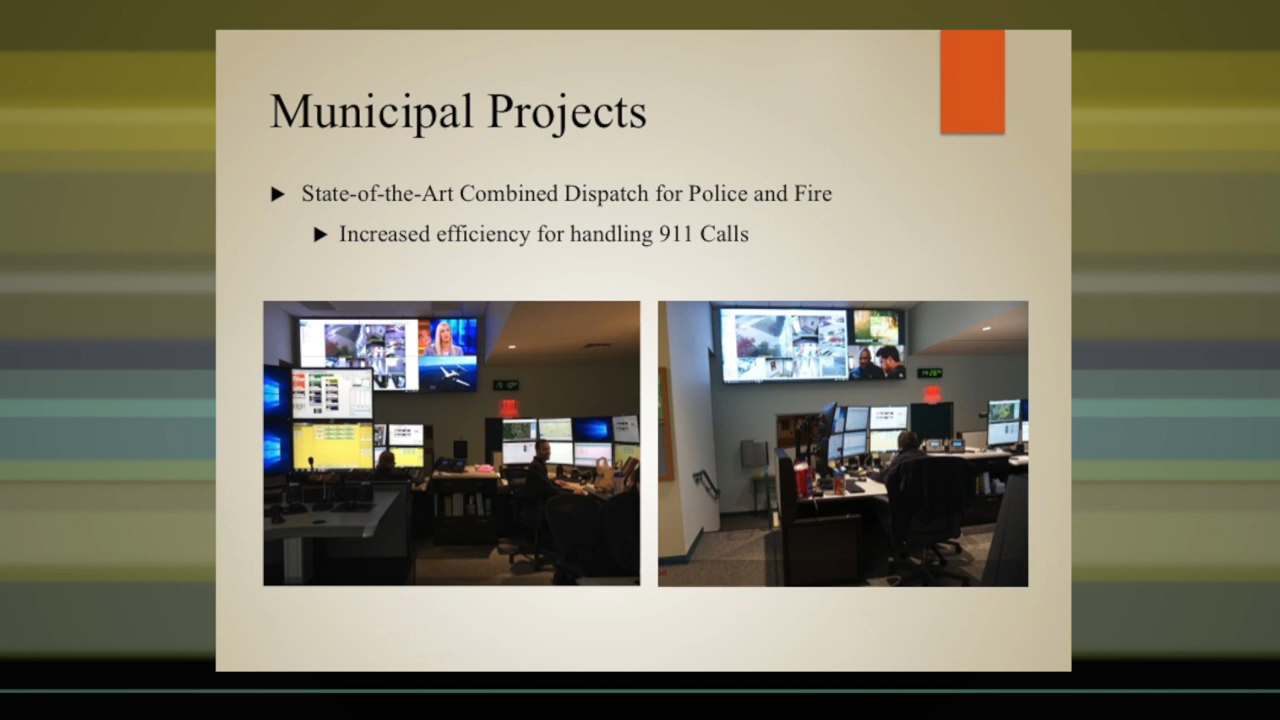 Municipal Projects
State-of-the-Art Combined Dispatch for Police and Fire
Increased efficiency for handling 911 Calls